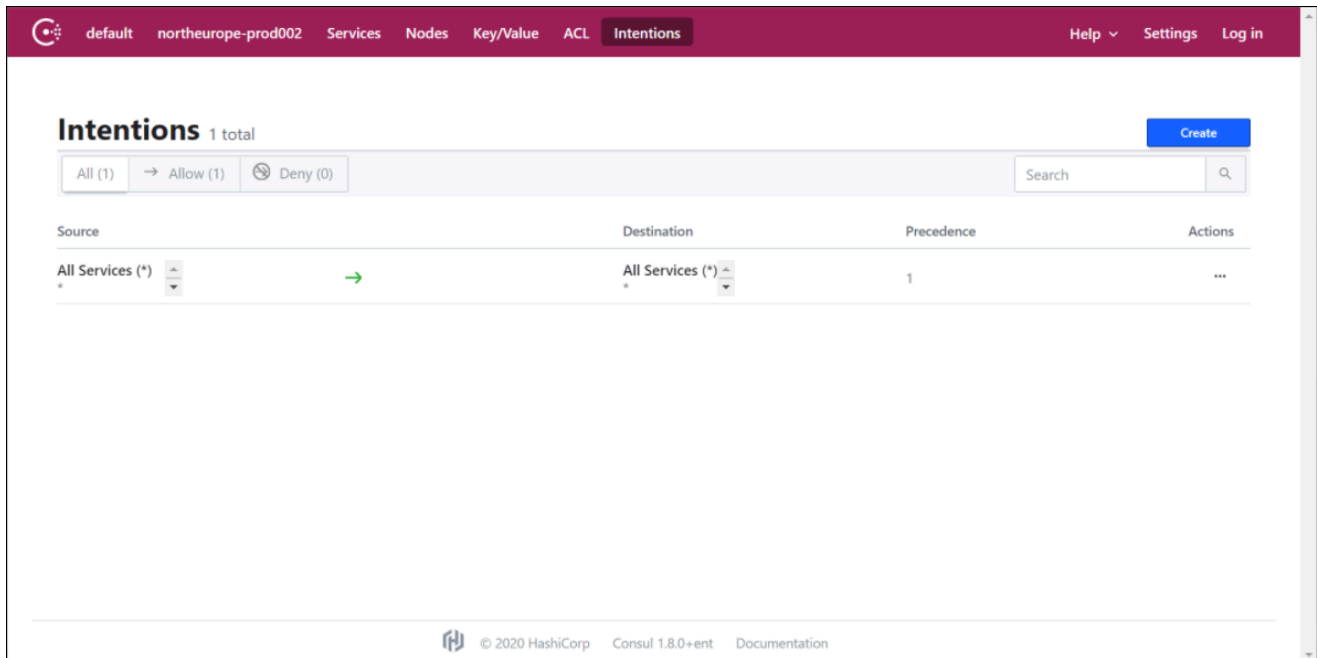 default northeurope-prod002 Services Nodes Key/Value ACL Intentions Help Settings Log in
Intentions 1 total
Create
All (1) → Allow (1) Deny (0)
Search
Source Destination Precedence Actions
All Services (*) → All Services (*) 1 ...
* *
© 2020 HashiCorp Consul 1.8.0+ent Documentation